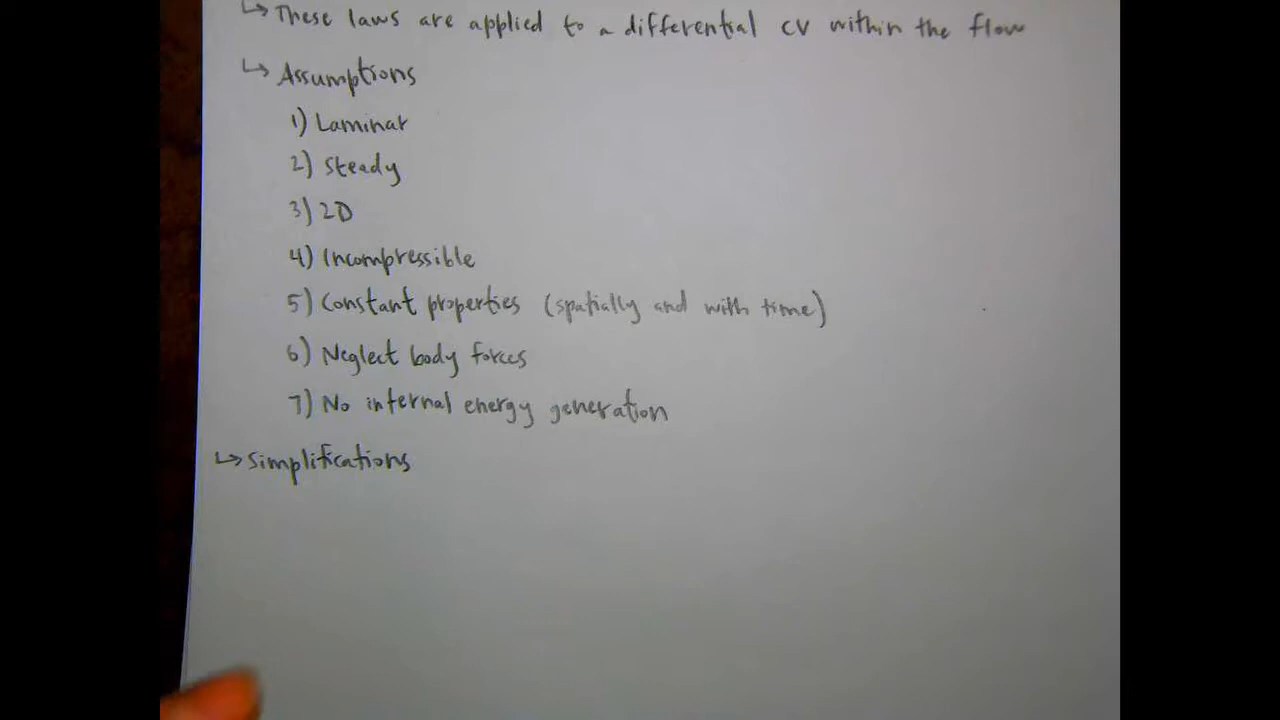 ↳ These laws are applied to a differential CV within the flow
↳ Assumptions
1) Laminar
2) Steady
3) 2D
4) Incompressible
5) Constant properties (spatially and with time)
6) Neglect body forces
7) No internal energy generation
↳ Simplifications